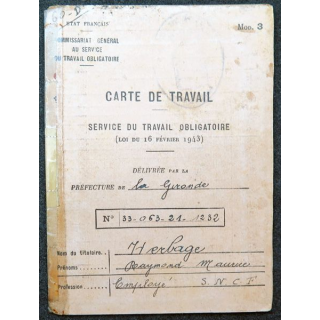 ETAT FRANÇAIS
Mod. 3
COMMISSARIAT GÉNÉRAL
AU SERVICE
DU TRAVAIL OBLIGATOIRE
CARTE DE TRAVAIL
SERVICE DU TRAVAIL OBLIGATOIRE
(LOI DU 16 FÉVRIER 1943)
DÉLIVRÉE PAR LA
PRÉFECTURE DE la Gironde
N° 33-063-21-1232
Nom du titulaire: Herbage
Prénoms Raymond Maurice
Profession Employé S N C F